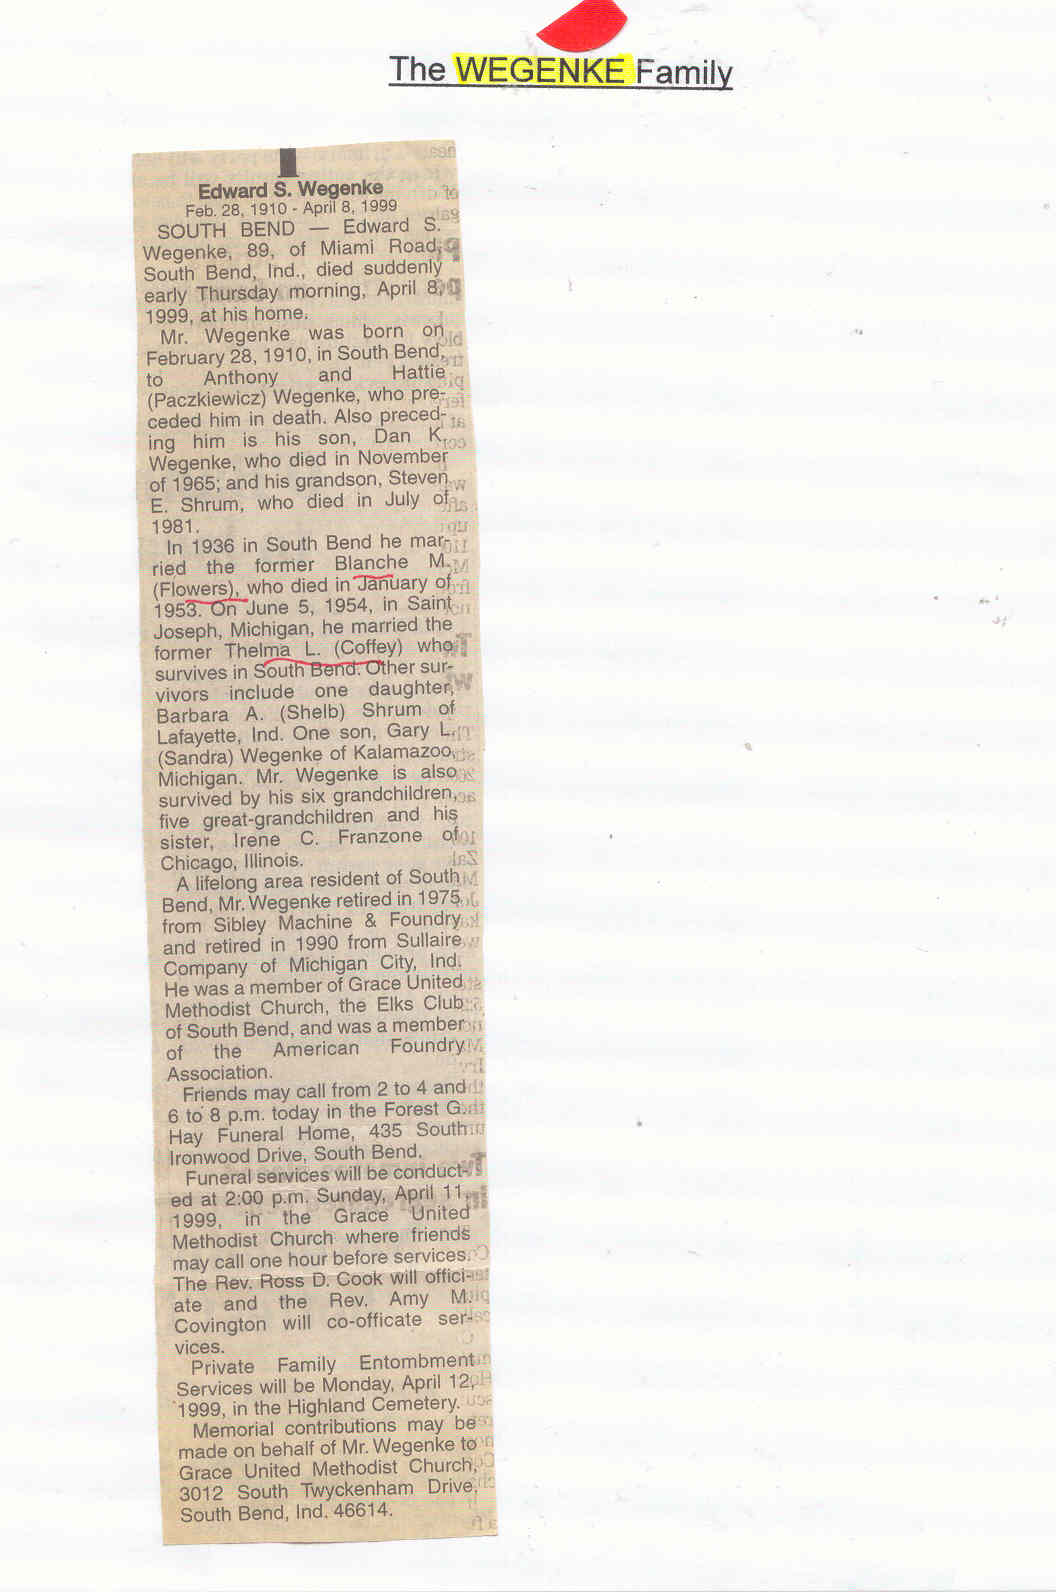 The WEGENKE Family
Edward S. Wegenke
Feb. 28, 1910 - April 8, 1999
SOUTH BEND — Edward S.
Wegenke, 89, of Miami Road,
South Bend, Ind., died suddenly
early Thursday morning, April 8,
1999, at his home.
Mr. Wegenke was born on
February 28, 1910, in South Bend,
to Anthony and Hattie
(Paczkiewicz) Wegenke, who pre-
ceded him in death. Also preced-
ing him is his son, Dan K.
Wegenke, who died in November
of 1965; and his grandson, Steven
E. Shrum, who died in July of
1981.
In 1936 in South Bend he mar-
ried the former Blanche M.
(Flowers), who died in January of
1953. On June 5, 1954, in Saint
Joseph, Michigan, he married the
former Thelma L. (Coffey) who
survives in South Bend. Other sur-
vivors include one daughter,
Barbara A. (Shelb) Shrum of
Lafayette, Ind. One son, Gary L.
(Sandra) Wegenke of Kalamazoo,
Michigan. Mr. Wegenke is also
survived by his six grandchildren,
five great-grandchildren and his
sister, Irene C. Franzone of
Chicago, Illinois.
A lifelong area resident of South
Bend, Mr. Wegenke retired in 1975
from Sibley Machine & Foundry
and retired in 1990 from Sullaire
Company of Michigan City, Ind.
He was a member of Grace United
Methodist Church, the Elks Club
of South Bend, and was a member
of the American Foundry
Association.
Friends may call from 2 to 4 and
6 to 8 p.m. today in the Forest G.
Hay Funeral Home, 435 South
Ironwood Drive, South Bend.
Funeral services will be conduct-
ed at 2:00 p.m. Sunday, April 11,
1999, in the Grace United
Methodist Church where friends
may call one hour before services.
The Rev. Ross D. Cook will offici-
ate and the Rev. Amy M.
Covington will co-officate ser-
vices.
Private Family Entombment
Services will be Monday, April 12,
1999, in the Highland Cemetery.
Memorial contributions may be
made on behalf of Mr. Wegenke to
Grace United Methodist Church,
3012 South Twyckenham Drive,
South Bend, Ind. 46614.